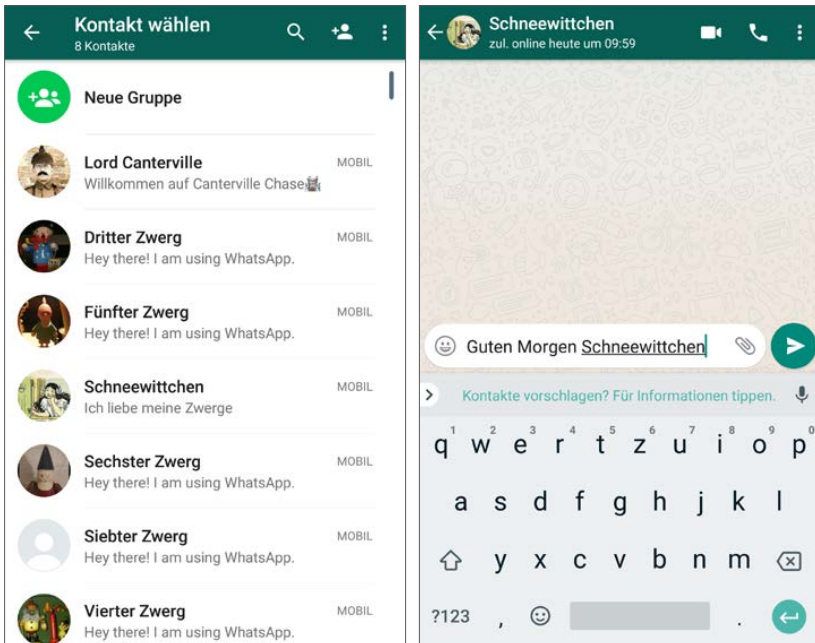 Kontakt wählen
8 Kontakte
Neue Gruppe
Lord Canterville
MOBIL
Willkommen auf Canterville Chase
Dritter Zwerg
MOBIL
Hey there! I am using WhatsApp.
Fünfter Zwerg
MOBIL
Hey there! I am using WhatsApp.
Schneewittchen
MOBIL
Ich liebe meine Zwerge
Sechster Zwerg
MOBIL
Hey there! I am using WhatsApp.
Siebter Zwerg
MOBIL
Hey there! I am using WhatsApp.
Vierter Zwerg
MOBIL
Hey there! I am using WhatsApp.
Schneewittchen
zul. online heute um 09:59
Guten Morgen Schneewittchen
Kontakte vorschlagen? Für Informationen tippen.
1 2 3 4 5 6 7 8 9 0
q w e r t z u i o p
a s d f g h j k l
y x c v b n m
?123 , .